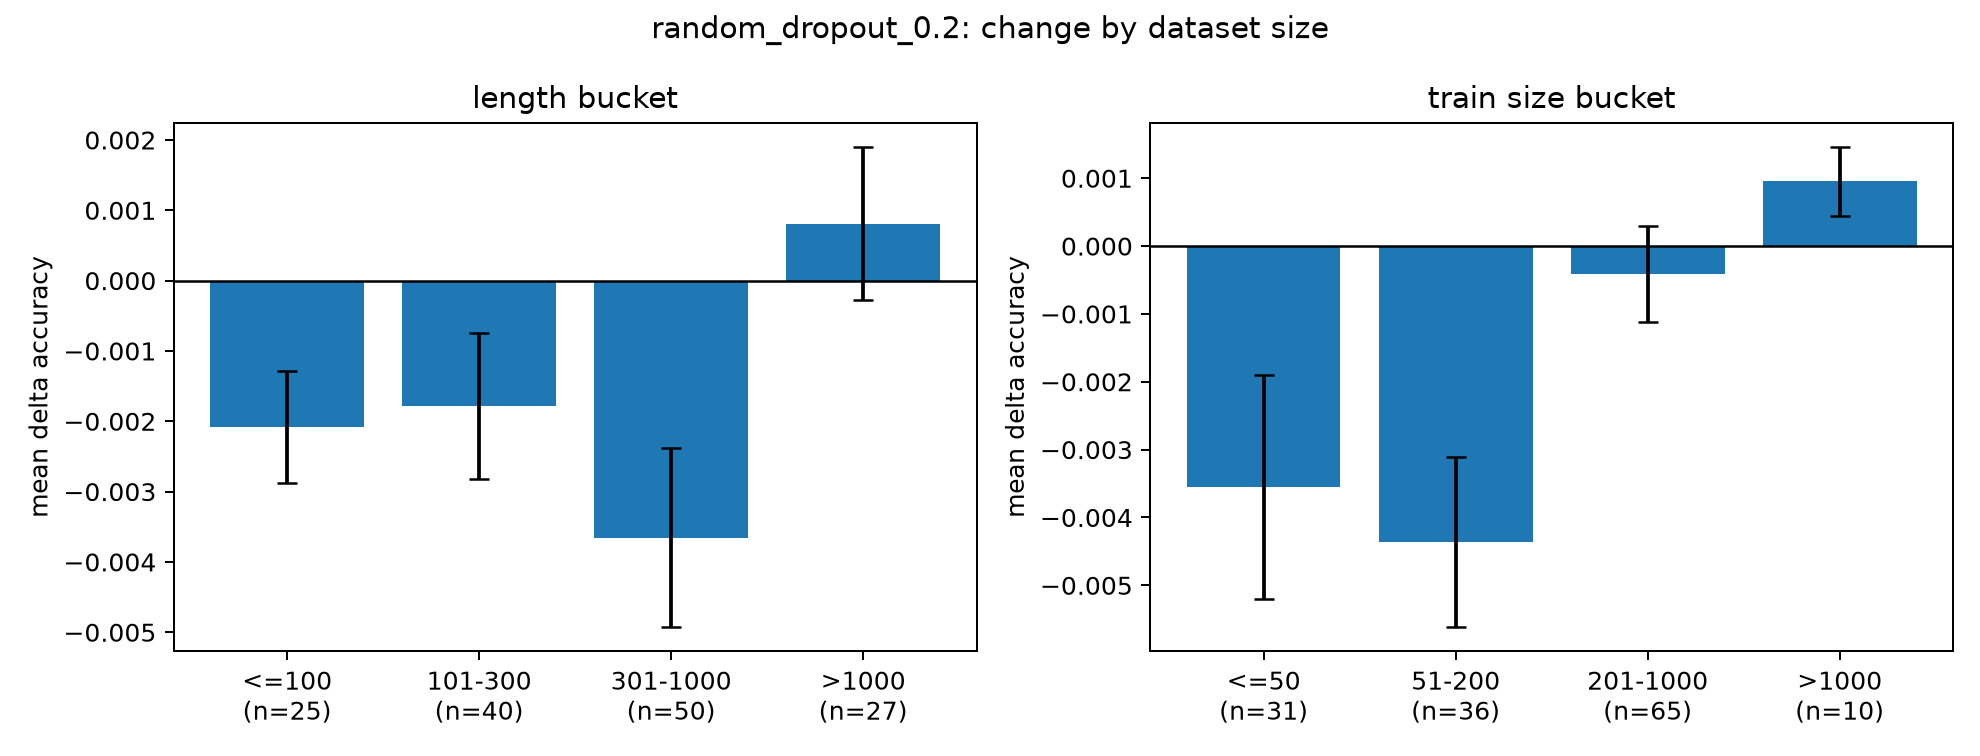 random_dropout_0.2: change by dataset size
length bucket
mean delta accuracy
0.002
0.001
0.000
−0.001
−0.002
−0.003
−0.004
−0.005
<=100
(n=25)
101-300
(n=40)
301-1000
(n=50)
>1000
(n=27)
train size bucket
mean delta accuracy
0.001
0.000
−0.001
−0.002
−0.003
−0.004
−0.005
<=50
(n=31)
51-200
(n=36)
201-1000
(n=65)
>1000
(n=10)